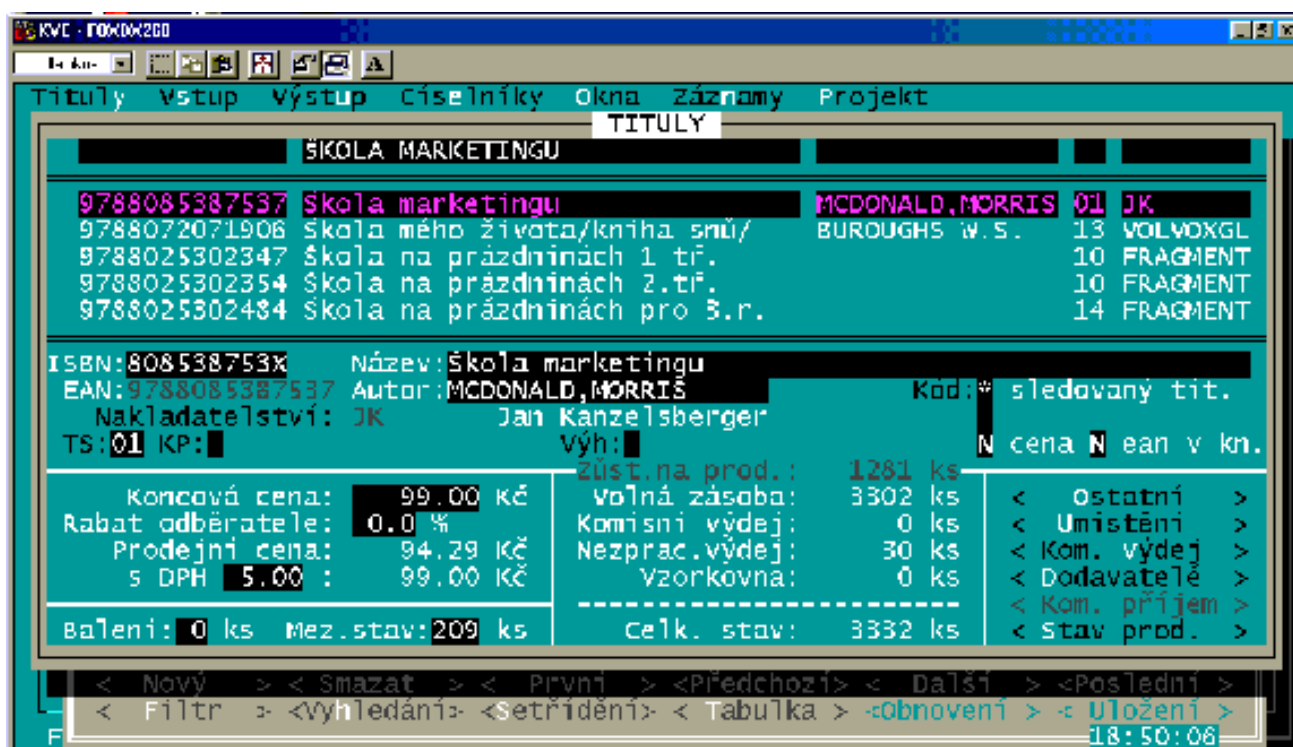 KVE - FOXDX260
Tituly Vstup Výstup Císelníky Okna Záznamy Projekt
TITULY
ŠKOLA MARKETINGU
9788085387537 Škola marketingu MCDONALD,MORRIS 01 JK
9788072071906 Škola mého života/kniha snů/ BUROUGHS W.S. 13 VOLVOXGL
9788025302347 Škola na prázdninách 1 tř. 10 FRAGMENT
9788025302354 Škola na prázdninách 2.tř. 10 FRAGMENT
9788025302484 Škola na prázdninách pro 3.r. 14 FRAGMENT
ISBN:808538753X Název:Škola marketingu
EAN:9788085387537 Autor:MCDONALD,MORRIS Kód:* sledovaný tit.
Nakladatelství: JK Jan Kanzelsberger
TS:01 KP: Výh: N cena N ean v kn.
Zůst.na prod.: 1281 ks
Koncová cena: 99.00 Kč Volná zásoba: 3302 ks < Ostatní >
Rabat odběratele: 0.0 % Komisní výdej: 0 ks < Umístění >
Prodejní cena: 94.29 Kč Nezprac.výdej: 30 ks < Kom. výdej >
s DPH 5.00 : 99.00 Kč Vzorkovna: 0 ks < Dodavatelé >
< Kom. příjem >
Balení: 0 ks Mez.stav:209 ks Celk. stav: 3332 ks < Stav prod. >
< Nový > < Smazat > < První > <Předchozí> < Další > <Poslední >
< Filtr > <Vyhledání> <Setřídění> < Tabulka > <Obnovení > < Uložení >
F 18:50:06